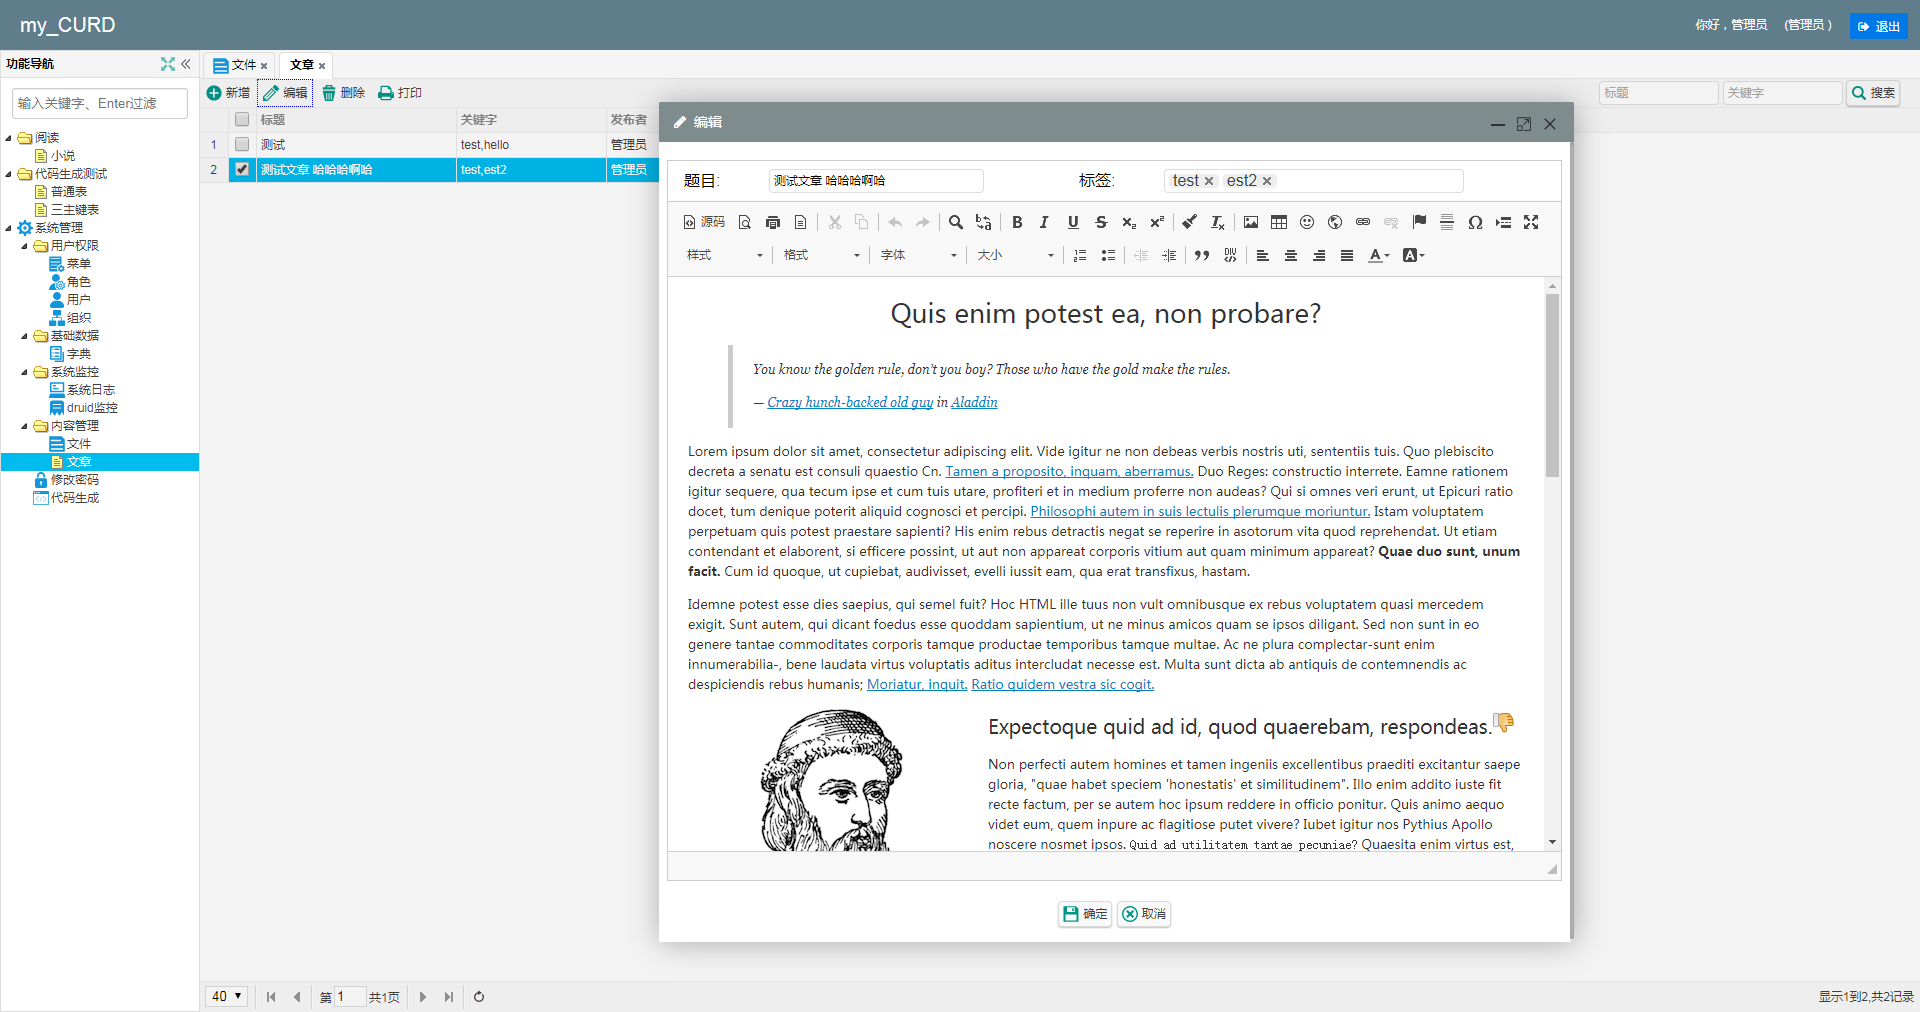 my_CURD
你好，管理员 (管理员)
退出
功能导航
文件
文章
输入关键字、Enter过滤
阅读
小说
代码生成测试
普通表
三主键表
系统管理
用户权限
菜单
角色
用户
组织
基础数据
字典
系统监控
系统日志
druid监控
内容管理
文件
文章
修改密码
代码生成
新增 编辑 删除 打印
标题 关键字 搜索
标题 关键字 发布者
1 测试 test,hello 管理员
2 测试文章 哈哈哈啊哈 test,est2 管理员
编辑
题目: 测试文章 哈哈哈啊哈 标签: test est2
源码
样式 格式 字体 大小
Quis enim potest ea, non probare?
You know the golden rule, don't you boy? Those who have the gold make the rules.
— Crazy hunch-backed old guy in Aladdin
Lorem ipsum dolor sit amet, consectetur adipiscing elit. Vide igitur ne non debeas verbis nostris uti, sententiis tuis. Quo plebiscito
decreta a senatu est consuli quaestio Cn. Tamen a proposito, inquam, aberramus. Duo Reges: constructio interrete. Eamne rationem
igitur sequere, qua tecum ipse et cum tuis utare, profiteri et in medium proferre non audeas? Qui si omnes veri erunt, ut Epicuri ratio
docet, tum denique poterit aliquid cognosci et percipi. Philosophi autem in suis lectulis plerumque moriuntur. Istam voluptatem
perpetuam quis potest praestare sapienti? His enim rebus detractis negat se reperire in asotorum vita quod reprehendat. Ut etiam
contendant et elaborent, si efficere possint, ut aut non appareat corporis vitium aut quam minimum appareat? Quae duo sunt, unum
facit. Cum id quoque, ut cupiebat, audivisset, evelli iussit eam, qua erat transfixus, hastam.
Idemne potest esse dies saepius, qui semel fuit? Hoc HTML ille tuus non vult omnibusque ex rebus voluptatem quasi mercedem
exigit. Sunt autem, qui dicant foedus esse quoddam sapientium, ut ne minus amicos quam se ipsos diligant. Sed non sunt in eo
genere tantae commoditates corporis tamque productae temporibus tamque multae. Ac ne plura complectar-sunt enim
innumerabilia-, bene laudata virtus voluptatis aditus intercludat necesse est. Multa sunt dicta ab antiquis de contemnendis ac
despiciendis rebus humanis; Moriatur, inquit. Ratio quidem vestra sic cogit.
Expectoque quid ad id, quod quaerebam, respondeas.
Non perfecti autem homines et tamen ingeniis excellentibus praediti excitantur saepe
gloria, "quae habet speciem 'honestatis' et similitudinem". Illo enim addito iuste fit
recte factum, per se autem hoc ipsum reddere in officio ponitur. Quis animo aequo
videt eum, quem inpure ac flagitiose putet vivere? Iubet igitur nos Pythius Apollo
noscere nosmet ipsos. Quid ad utilitatem tantae pecuniae? Quaesita enim virtus est,
确定 取消
40 第 1 共1页
显示1到2,共2记录